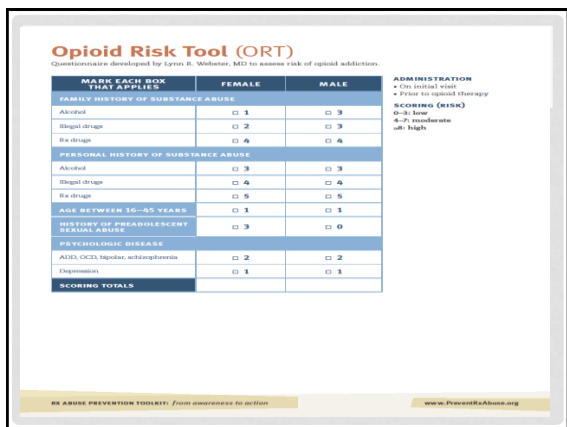 Opioid Risk Tool (ORT)
Questionnaire developed by Lynn R. Webster, MD to assess risk of opioid addiction.
MARK EACH BOX THAT APPLIES FEMALE MALE
FAMILY HISTORY OF SUBSTANCE ABUSE
Alcohol □ 1 □ 3
Illegal drugs □ 2 □ 3
Rx drugs □ 4 □ 4
PERSONAL HISTORY OF SUBSTANCE ABUSE
Alcohol □ 3 □ 3
Illegal drugs □ 4 □ 4
Rx drugs □ 5 □ 5
AGE BETWEEN 16—45 YEARS □ 1 □ 1
HISTORY OF PREADOLESCENT SEXUAL ABUSE □ 3 □ 0
PSYCHOLOGIC DISEASE
ADD, OCD, bipolar, schizophrenia □ 2 □ 2
Depression □ 1 □ 1
SCORING TOTALS
ADMINISTRATION
• On initial visit
• Prior to opioid therapy
SCORING (RISK)
0–3: low
4–7: moderate
≥8: high
RX ABUSE PREVENTION TOOLKIT: from awareness to action
www.PreventRxAbuse.org